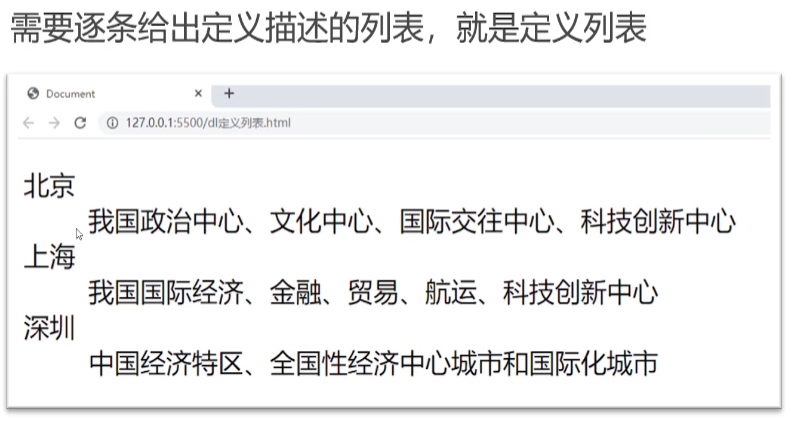 需要逐条给出定义描述的列表，就是定义列表
Document
127.0.0.1:5500/dl定义列表.html
北京
我国政治中心、文化中心、国际交往中心、科技创新中心
上海
我国国际经济、金融、贸易、航运、科技创新中心
深圳
中国经济特区、全国性经济中心城市和国际化城市